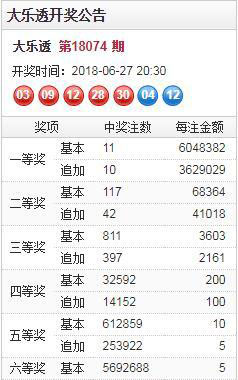 大乐透开奖公告
大乐透 第18074 期
开奖时间：2018-06-27 20:30
03 09 12 28 30 04 12
奖项 中奖注数 每注金额
一等奖 基本 11 6048382
追加 10 3629029
二等奖 基本 117 68364
追加 42 41018
三等奖 基本 811 3603
追加 397 2161
四等奖 基本 32592 200
追加 14152 100
五等奖 基本 612859 10
追加 253922 5
六等奖 基本 5692688 5